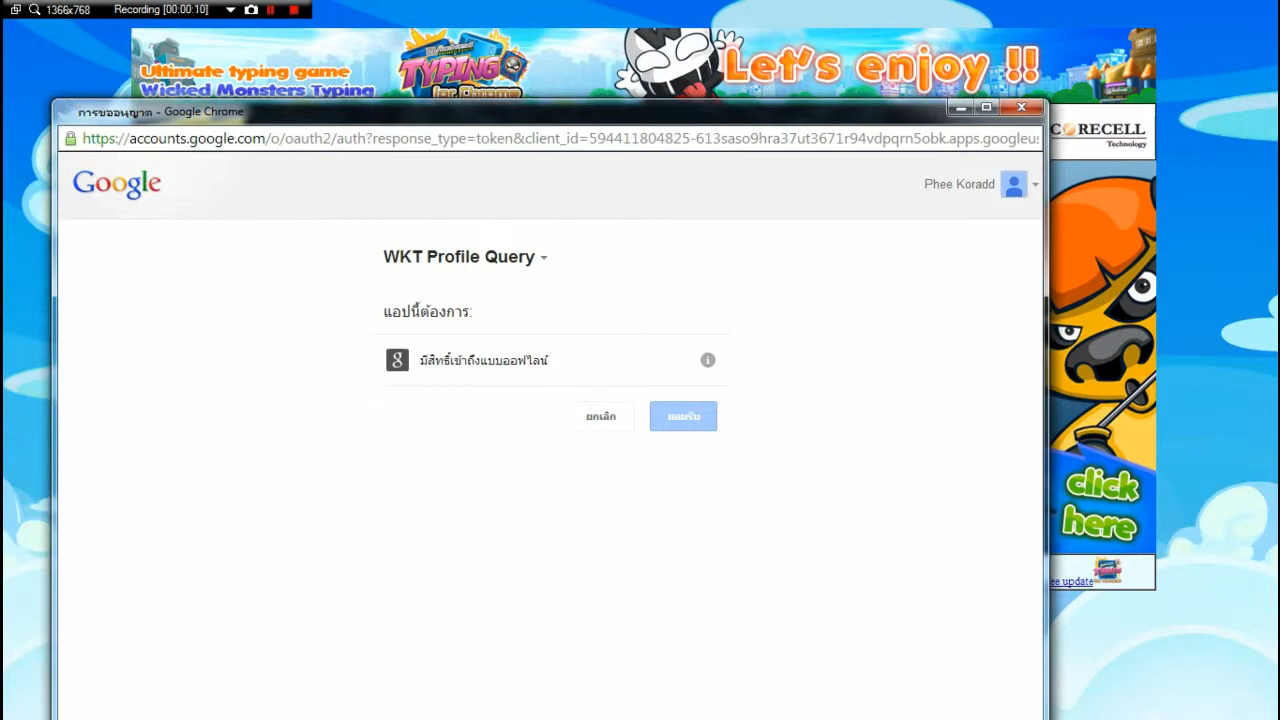 1366x768 Recording [00:00:10]
Ultimate typing game
Wicked Monsters Typing
TYPING
for Chrome
Let's enjoy !!
การขออนุญาต - Google Chrome
https://accounts.google.com/o/oauth2/auth?response_type=token&client_id=594411804825-613saso9hra37ut3671r94vdpqrn5obk.apps.googleu
CORECELL
Technology
Google
Phee Koradd
WKT Profile Query
แอปนี้ต้องการ:
g มีสิทธิ์เข้าถึงแบบออฟไลน์
ยกเลิก ยอมรับ
click
here
ee update